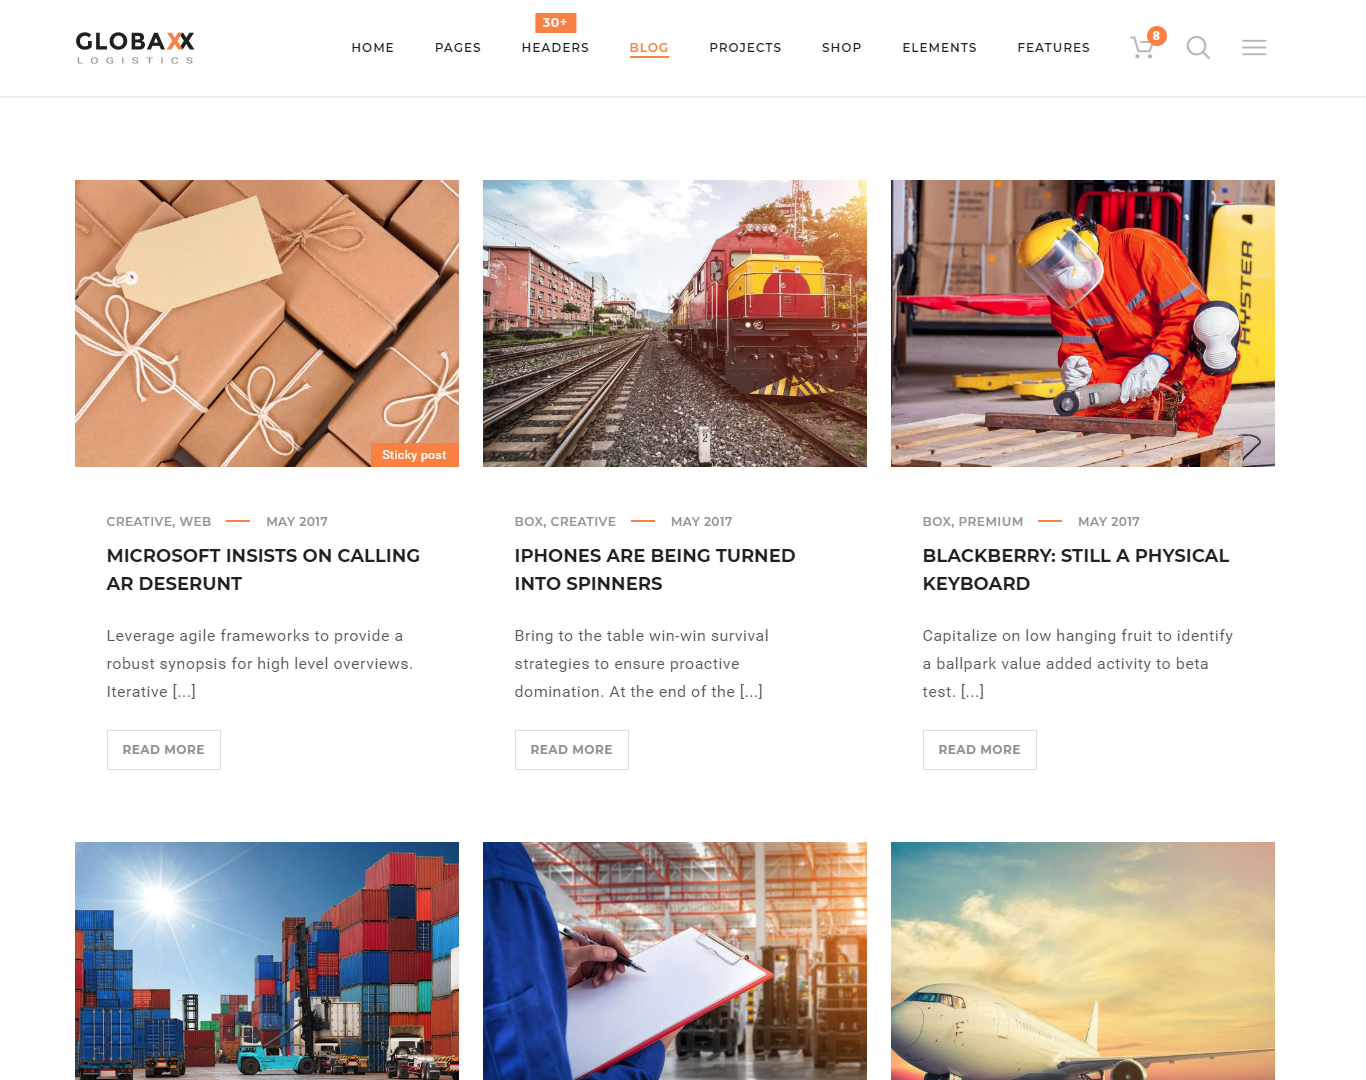 GLOBAXX
LOGISTICS
30+
HOME PAGES HEADERS BLOG PROJECTS SHOP ELEMENTS FEATURES
8
Sticky post
2
HYSTER
CREATIVE, WEB MAY 2017
MICROSOFT INSISTS ON CALLING
AR DESERUNT
Leverage agile frameworks to provide a
robust synopsis for high level overviews.
Iterative [...]
READ MORE
BOX, CREATIVE MAY 2017
IPHONES ARE BEING TURNED
INTO SPINNERS
Bring to the table win-win survival
strategies to ensure proactive
domination. At the end of the [...]
READ MORE
BOX, PREMIUM MAY 2017
BLACKBERRY: STILL A PHYSICAL
KEYBOARD
Capitalize on low hanging fruit to identify
a ballpark value added activity to beta
test. [...]
READ MORE